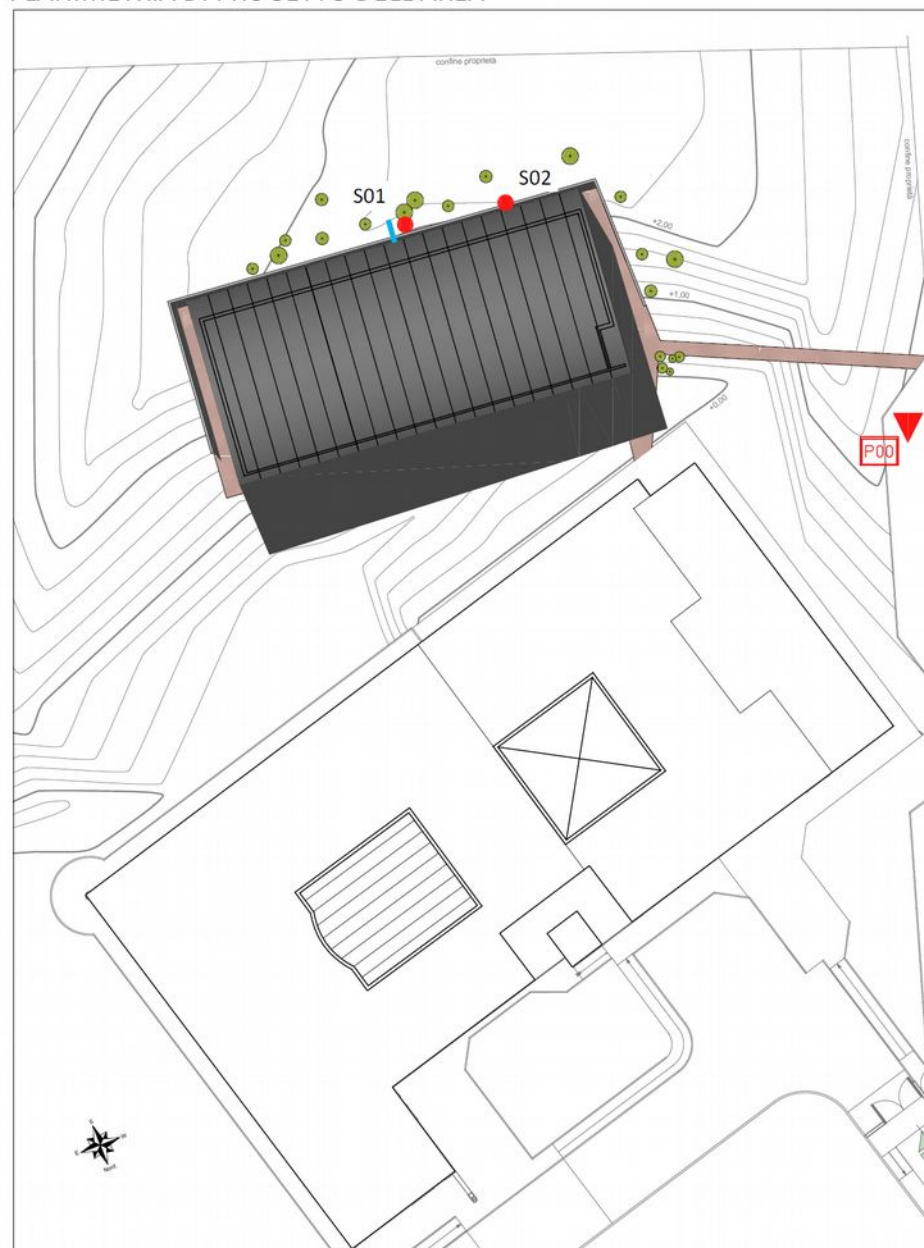 confine proprietà
confine proprietà
S01
S02
+2,00
+1,00
+0,00
P00
S
E
Nord